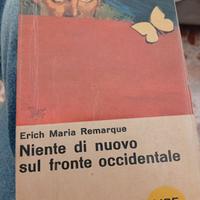 Erich Maria Remarque
Niente di nuovo
sul fronte occidentale